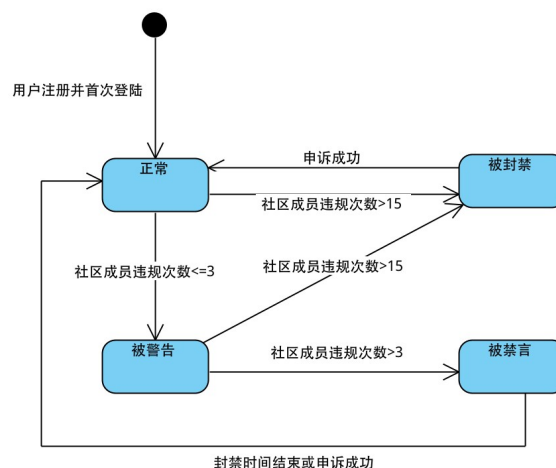 用户注册并首次登陆
正常
申诉成功
被封禁
社区成员违规次数>15
社区成员违规次数<=3
社区成员违规次数>15
被警告
社区成员违规次数>3
被禁言
封禁时间结束或申诉成功